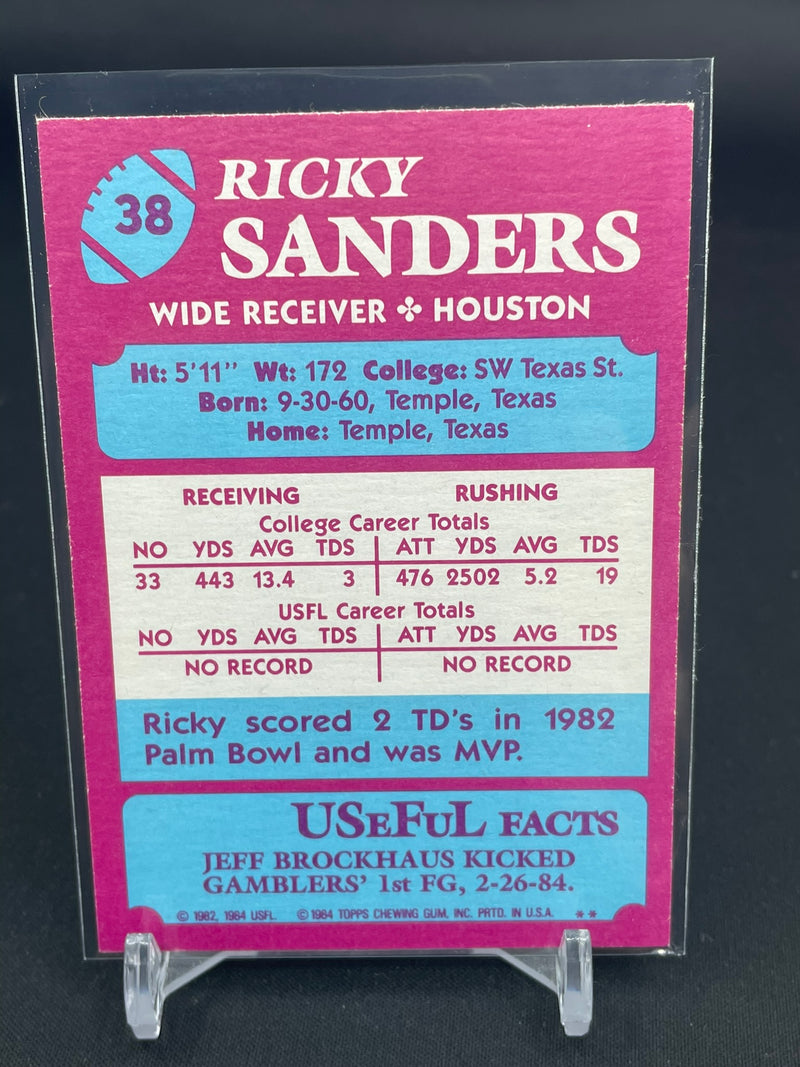 38
RICKY
SANDERS
WIDE RECEIVER ✤ HOUSTON
Ht: 5'11" Wt: 172 College: SW Texas St.
Born: 9-30-60, Temple, Texas
Home: Temple, Texas
RECEIVING RUSHING
College Career Totals
NO YDS AVG TDS ATT YDS AVG TDS
33 443 13.4 3 476 2502 5.2 19
USFL Career Totals
NO YDS AVG TDS ATT YDS AVG TDS
NO RECORD NO RECORD
Ricky scored 2 TD's in 1982
Palm Bowl and was MVP.
USeFuL FACTS
JEFF BROCKHAUS KICKED
GAMBLERS' 1st FG, 2-26-84.
© 1982, 1984 USFL. © 1984 TOPPS CHEWING GUM, INC. PRTD. IN U.S.A. **